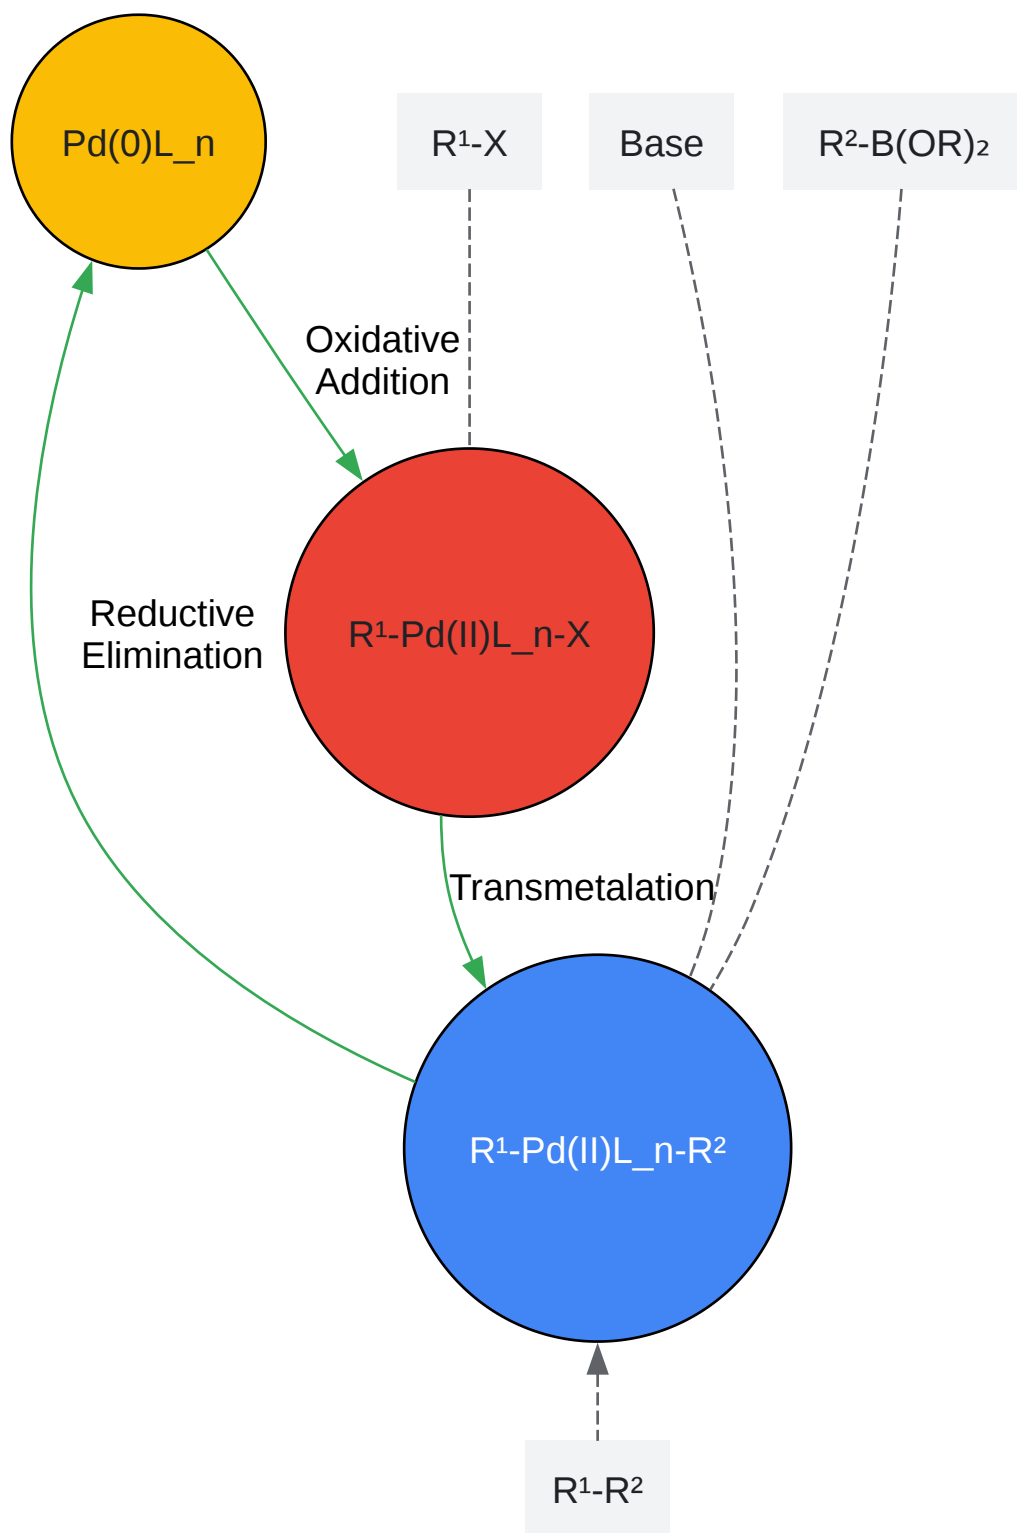 Pd(0)L_n
R¹-X
Base
R²-B(OR)₂
Oxidative
Addition
Reductive
Elimination
R¹-Pd(II)L_n-X
Transmetalation
R¹-Pd(II)L_n-R²
R¹-R²